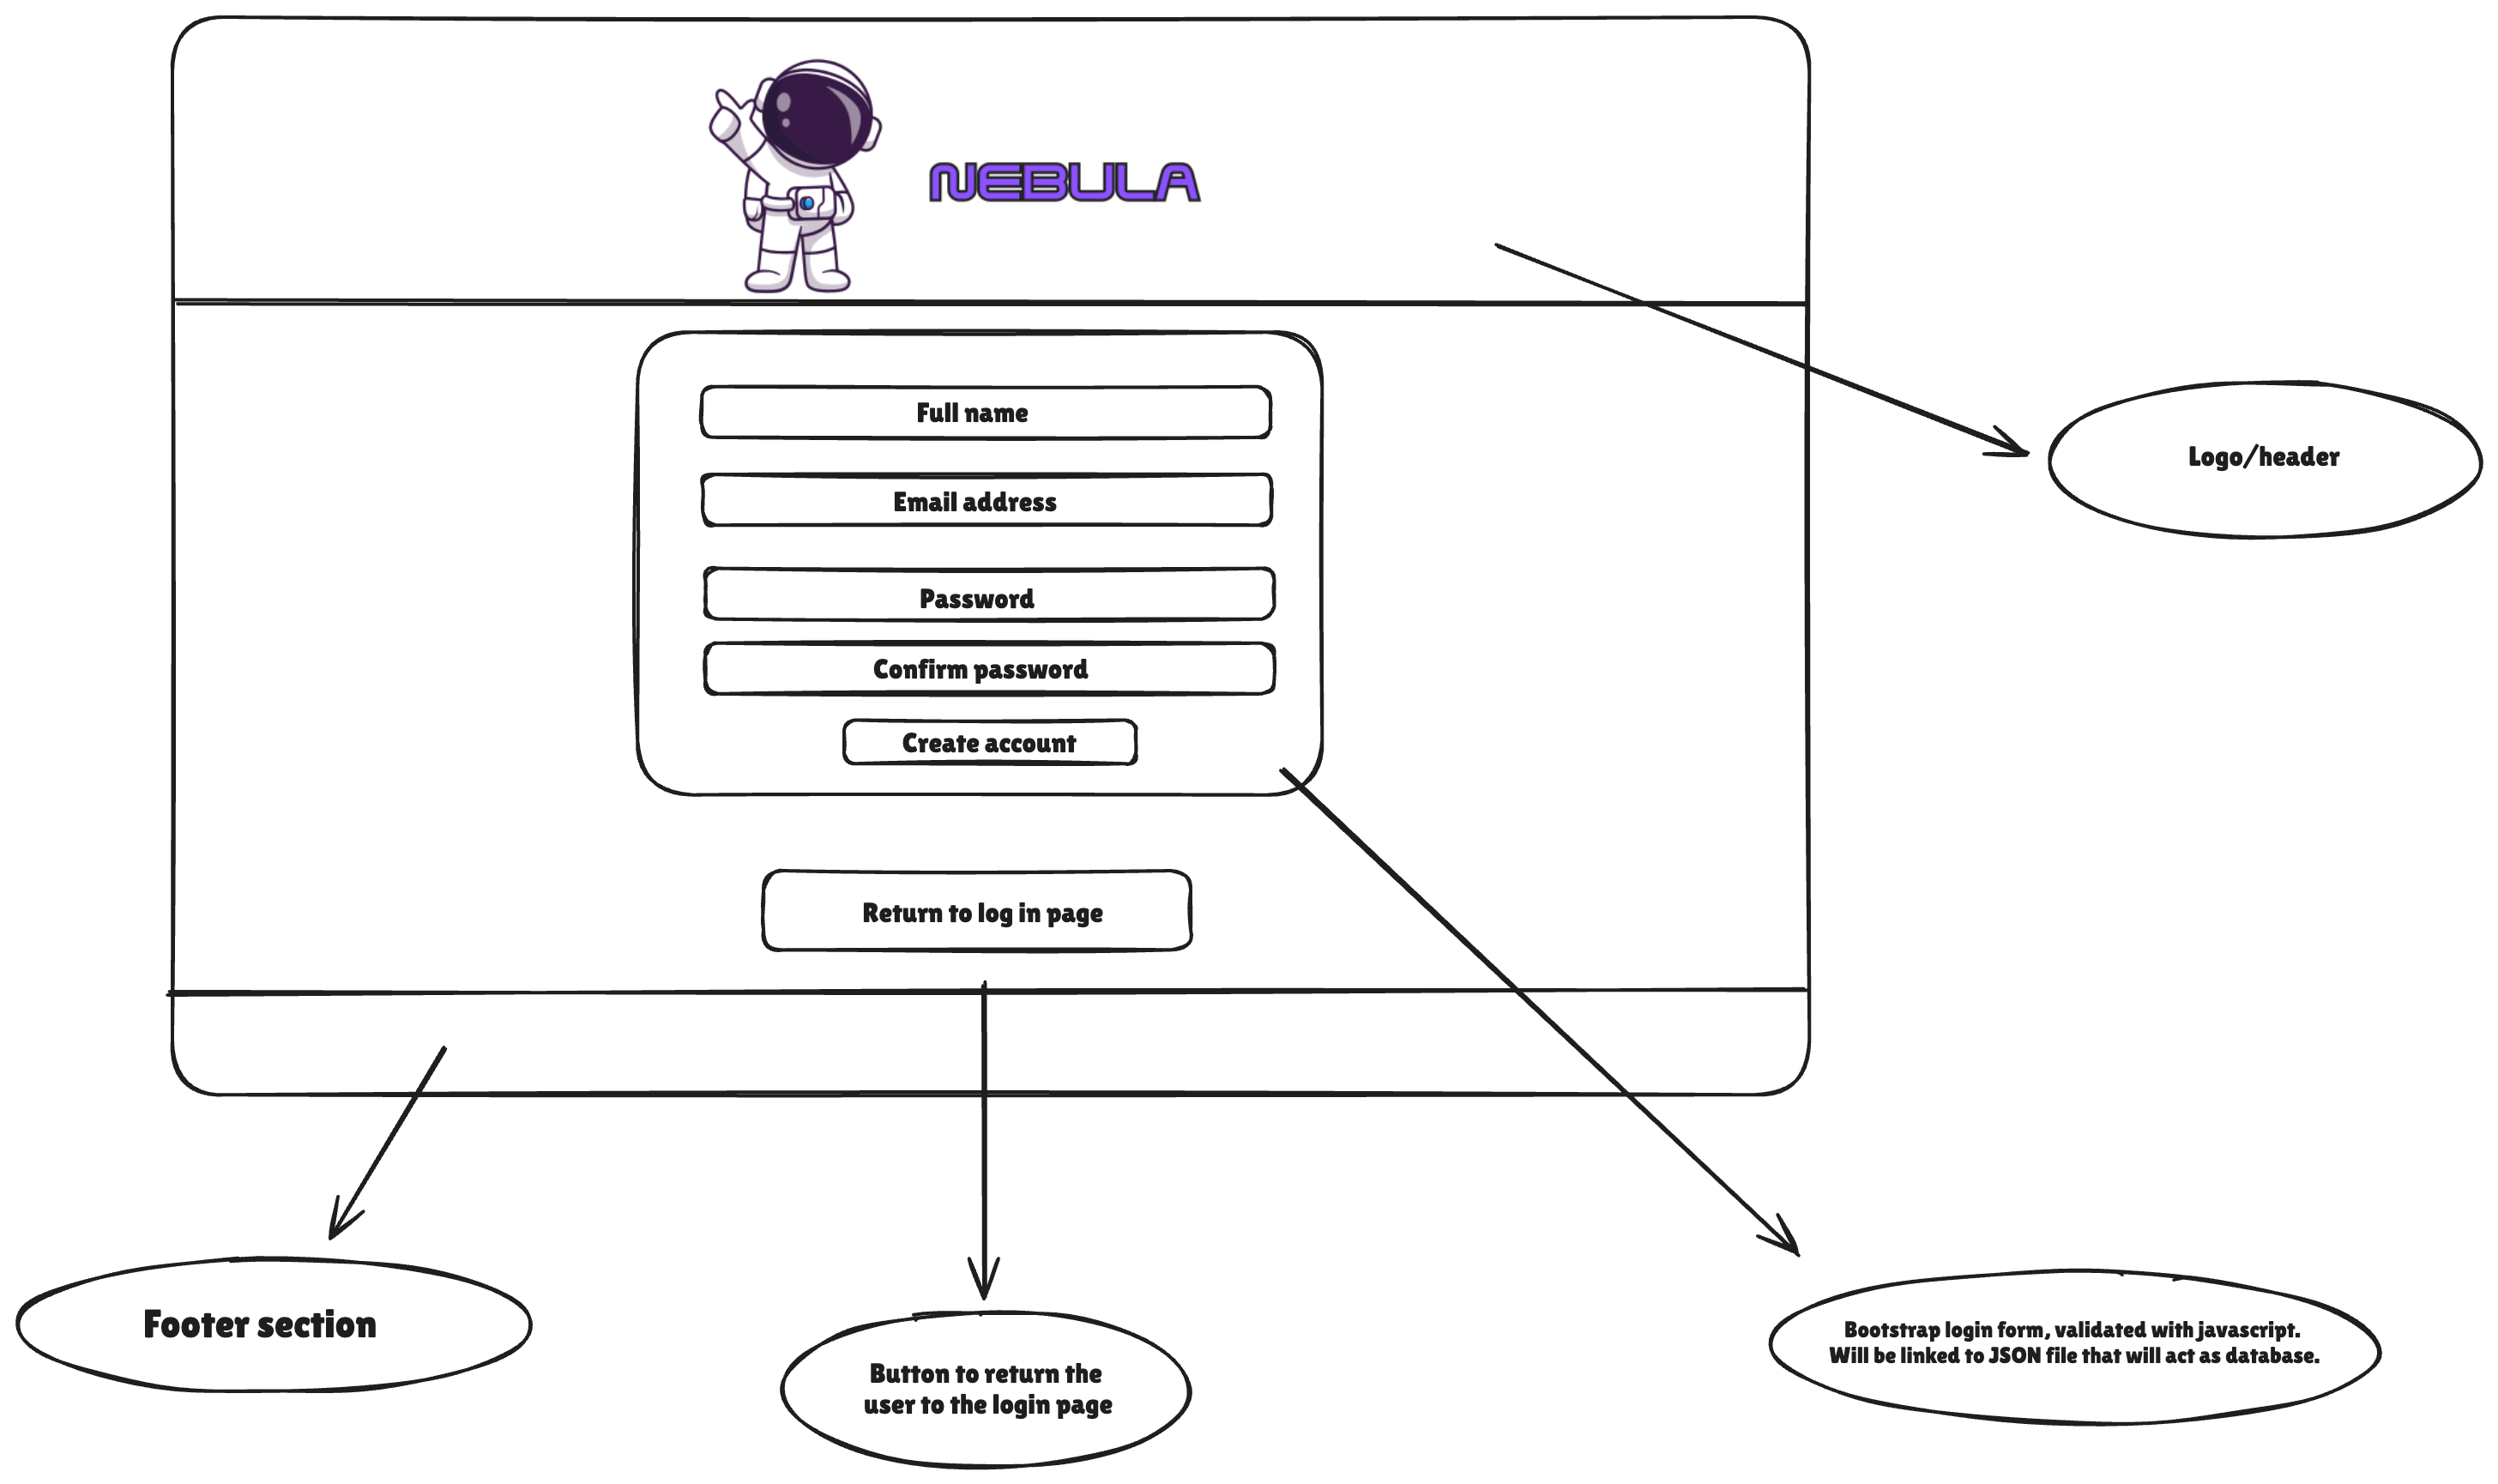 NEBULA
Full name
Email address
Password
Confirm password
Create account
Return to log in page
Logo/header
Footer section
Button to return the
user to the login page
Bootstrap login form, validated with javascript.
Will be linked to JSON file that will act as database.